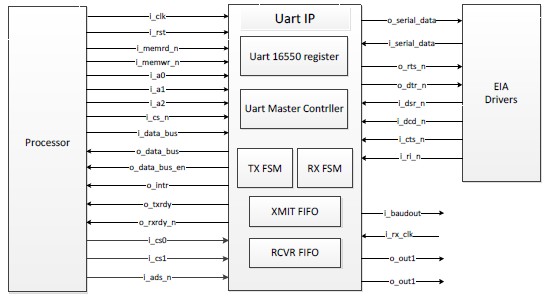 Uart IP
i_clk
i_rst
i_memrd_n
i_memwr_n
i_a0
i_a1
i_a2
i_cs_n
i_data_bus
o_data_bus
o_data_bus_en
o_intr
o_txrdy
o_rxrdy_n
i_cs0
i_cs1
i_ads_n
Processor
Uart 16550 register
Uart Master Contrller
TX FSM
RX FSM
XMIT FIFO
RCVR FIFO
o_serial_data
i_serial_data
o_rts_n
o_dtr_n
i_dsr_n
i_dcd_n
i_cts_n
i_ri_n
EIA
Drivers
i_baudout
i_rx_clk
o_out1
o_out1